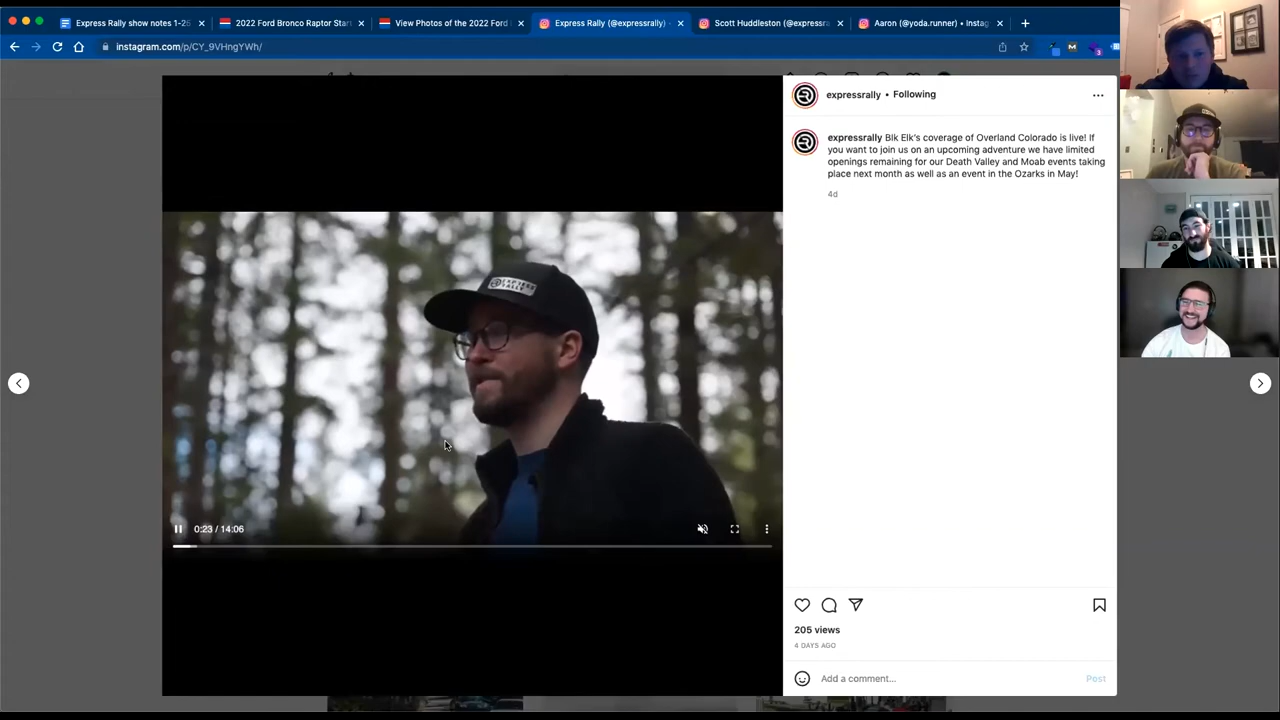 Express Rally show notes 1-25
2022 Ford Bronco Raptor Star
View Photos of the 2022 Ford
Express Rally (@expressrally)
Scott Huddleston (@expressra
Aaron (@yoda.runner) • Instag
instagram.com/p/CY_9VHngYWh/
expressrally • Following
expressrally Blk Elk's coverage of Overland Colorado is live! If
you want to join us on an upcoming adventure we have limited
openings remaining for our Death Valley and Moab events taking
place next month as well as an event in the Ozarks in May!
4d
0:23 / 14:06
205 views
4 DAYS AGO
Add a comment...
Post